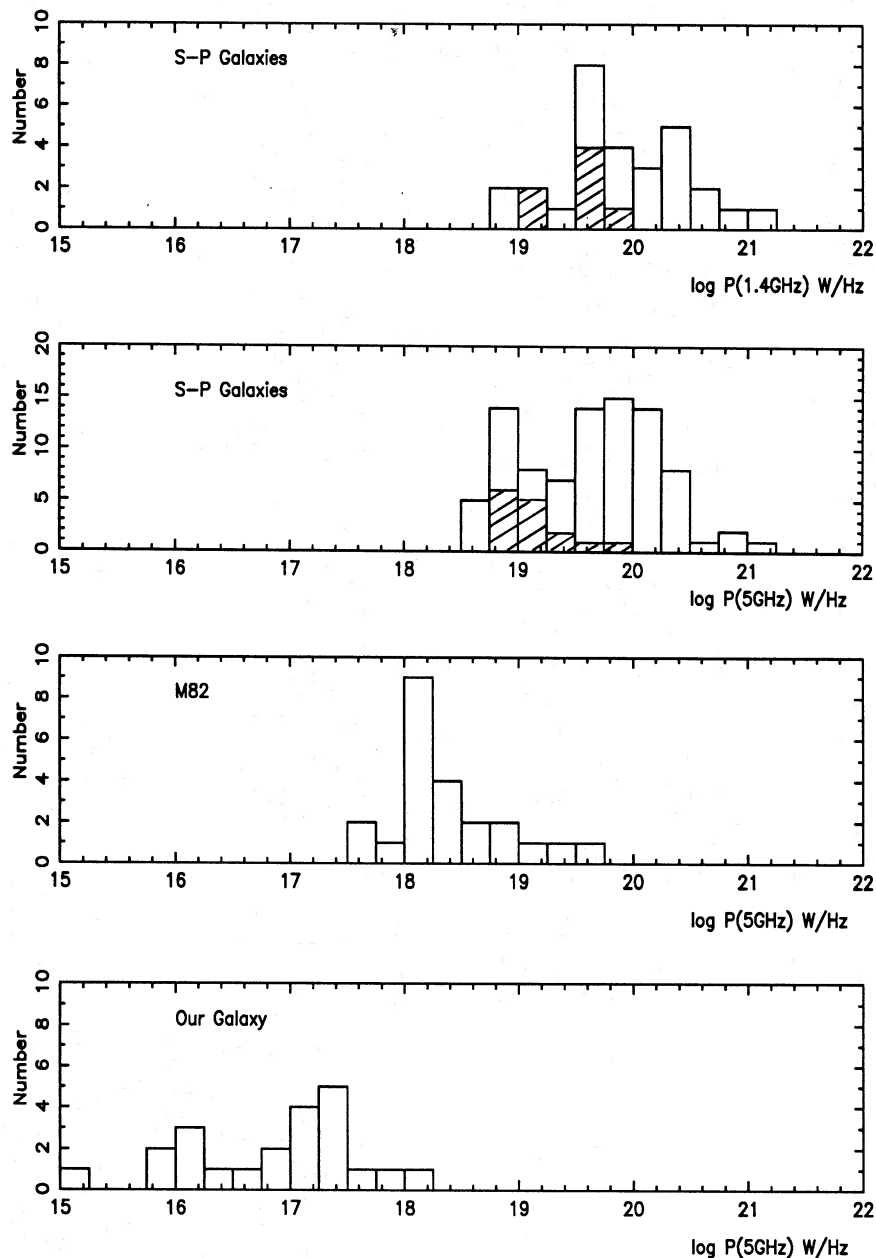 10
8
6
4
2
0
Number
S-P Galaxies
15 16 17 18 19 20 21 22
log P(1.4GHz) W/Hz
20
15
10
5
0
Number
S-P Galaxies
15 16 17 18 19 20 21 22
log P(5GHz) W/Hz
10
8
6
4
2
0
Number
M82
15 16 17 18 19 20 21 22
log P(5GHz) W/Hz
10
8
6
4
2
0
Number
Our Galaxy
15 16 17 18 19 20 21 22
log P(5GHz) W/Hz